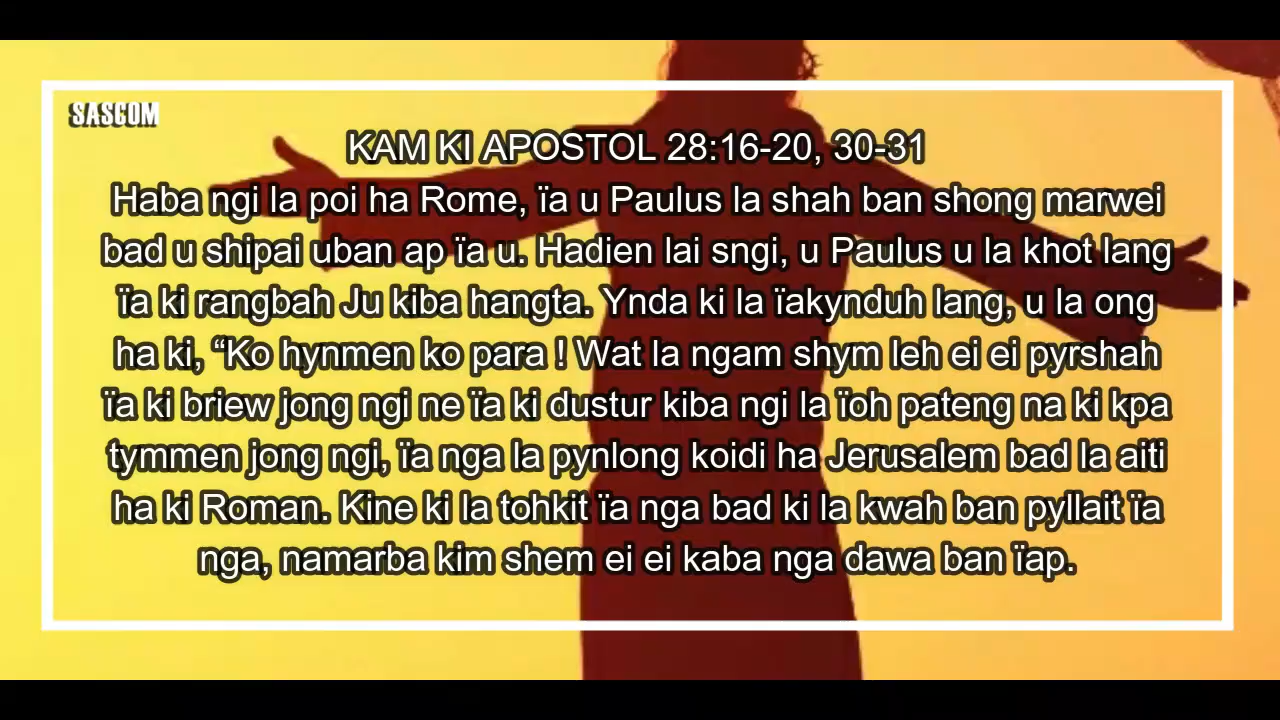 SASCOM
KAM KI APOSTOL 28:16-20, 30-31
Haba ngi la poi ha Rome, ïa u Paulus la shah ban shong marwei
bad u shipai uban ap ïa u. Hadien lai sngi, u Paulus u la khot lang
ïa ki rangbah Ju kiba hangta. Ynda ki la ïakynduh lang, u la ong
ha ki, “Ko hynmen ko para ! Wat la ngam shym leh ei ei pyrshah
ïa ki briew jong ngi ne ïa ki dustur kiba ngi la ïoh pateng na ki kpa
tymmen jong ngi, ïa nga la pynlong koidi ha Jerusalem bad la aiti
ha ki Roman. Kine ki la tohkit ïa nga bad ki la kwah ban pyllait ïa
nga, namarba kim shem ei ei kaba nga dawa ban ïap.